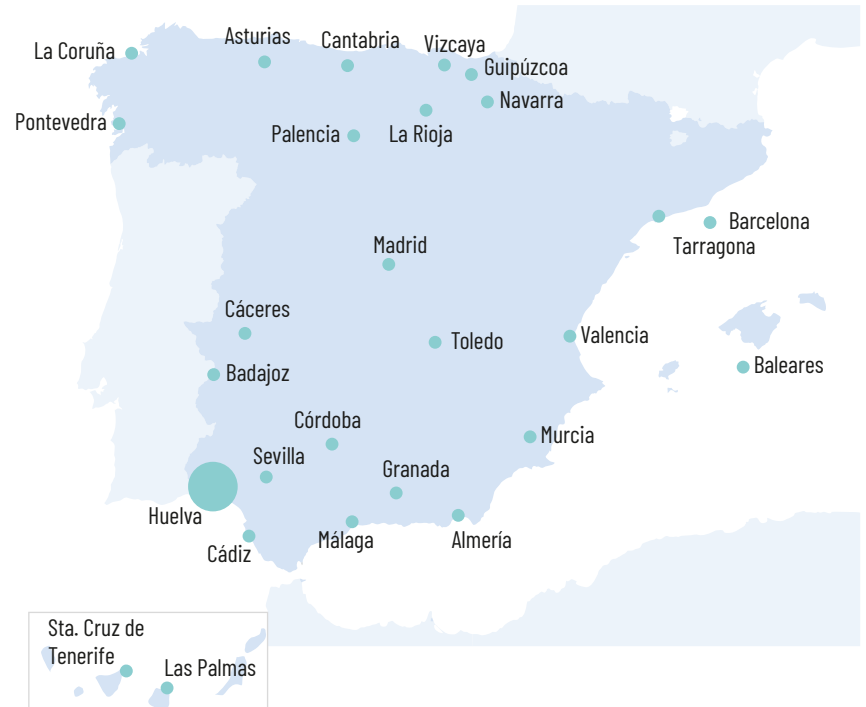 Asturias
Cantabria
Vizcaya
La Coruña
Guipúzcoa
Navarra
Pontevedra
Palencia
La Rioja
Barcelona
Tarragona
Madrid
Cáceres
Toledo
Valencia
Badajoz
Baleares
Córdoba
Murcia
Sevilla
Granada
Huelva
Málaga
Almería
Cádiz
Sta. Cruz de
Tenerife
Las Palmas